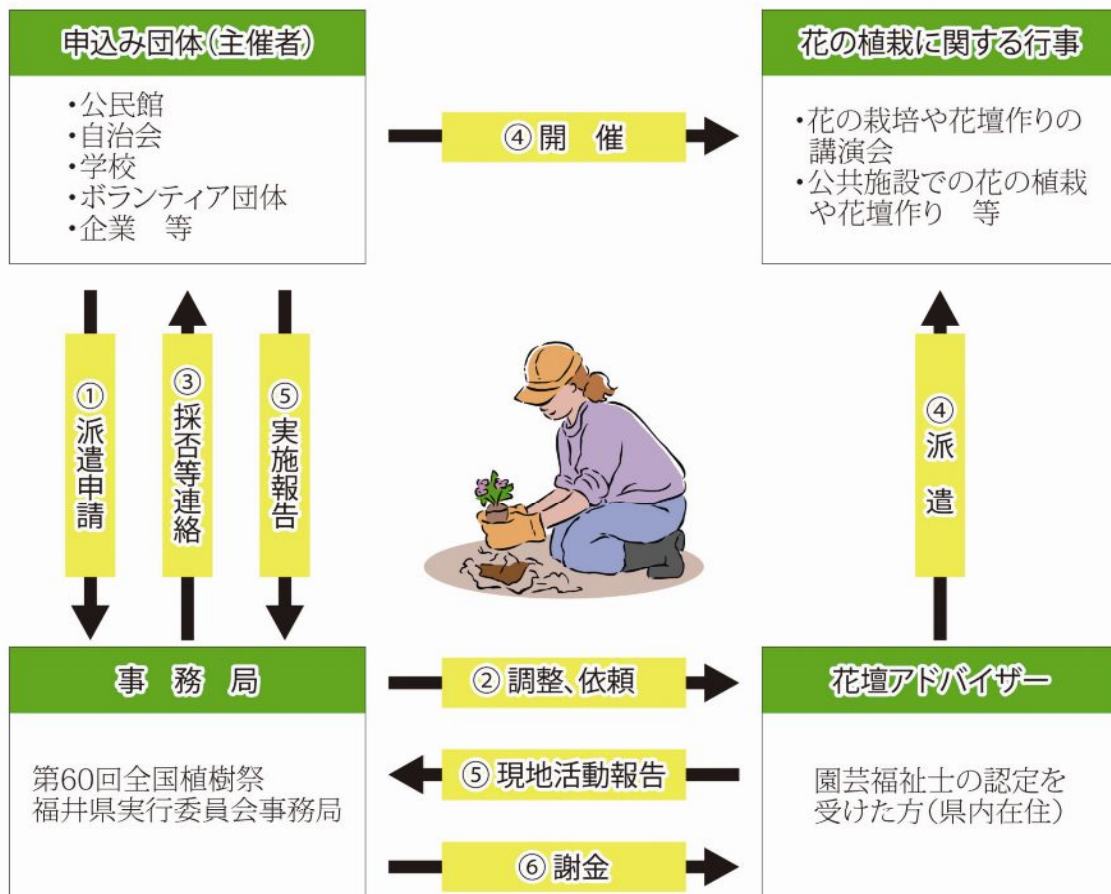 申込み団体(主催者)
・公民館
・自治会
・学校
・ボランティア団体
・企業 等
④開 催
花の植栽に関する行事
・花の栽培や花壇作りの
講演会
・公共施設での花の植栽
や花壇作り 等
①派遣申請
③採否等連絡
⑤実施報告
④派 遣
事 務 局
第60回全国植樹祭
福井県実行委員会事務局
②調整、依頼
⑤現地活動報告
⑥謝金
花壇アドバイザー
園芸福祉士の認定を
受けた方(県内在住)